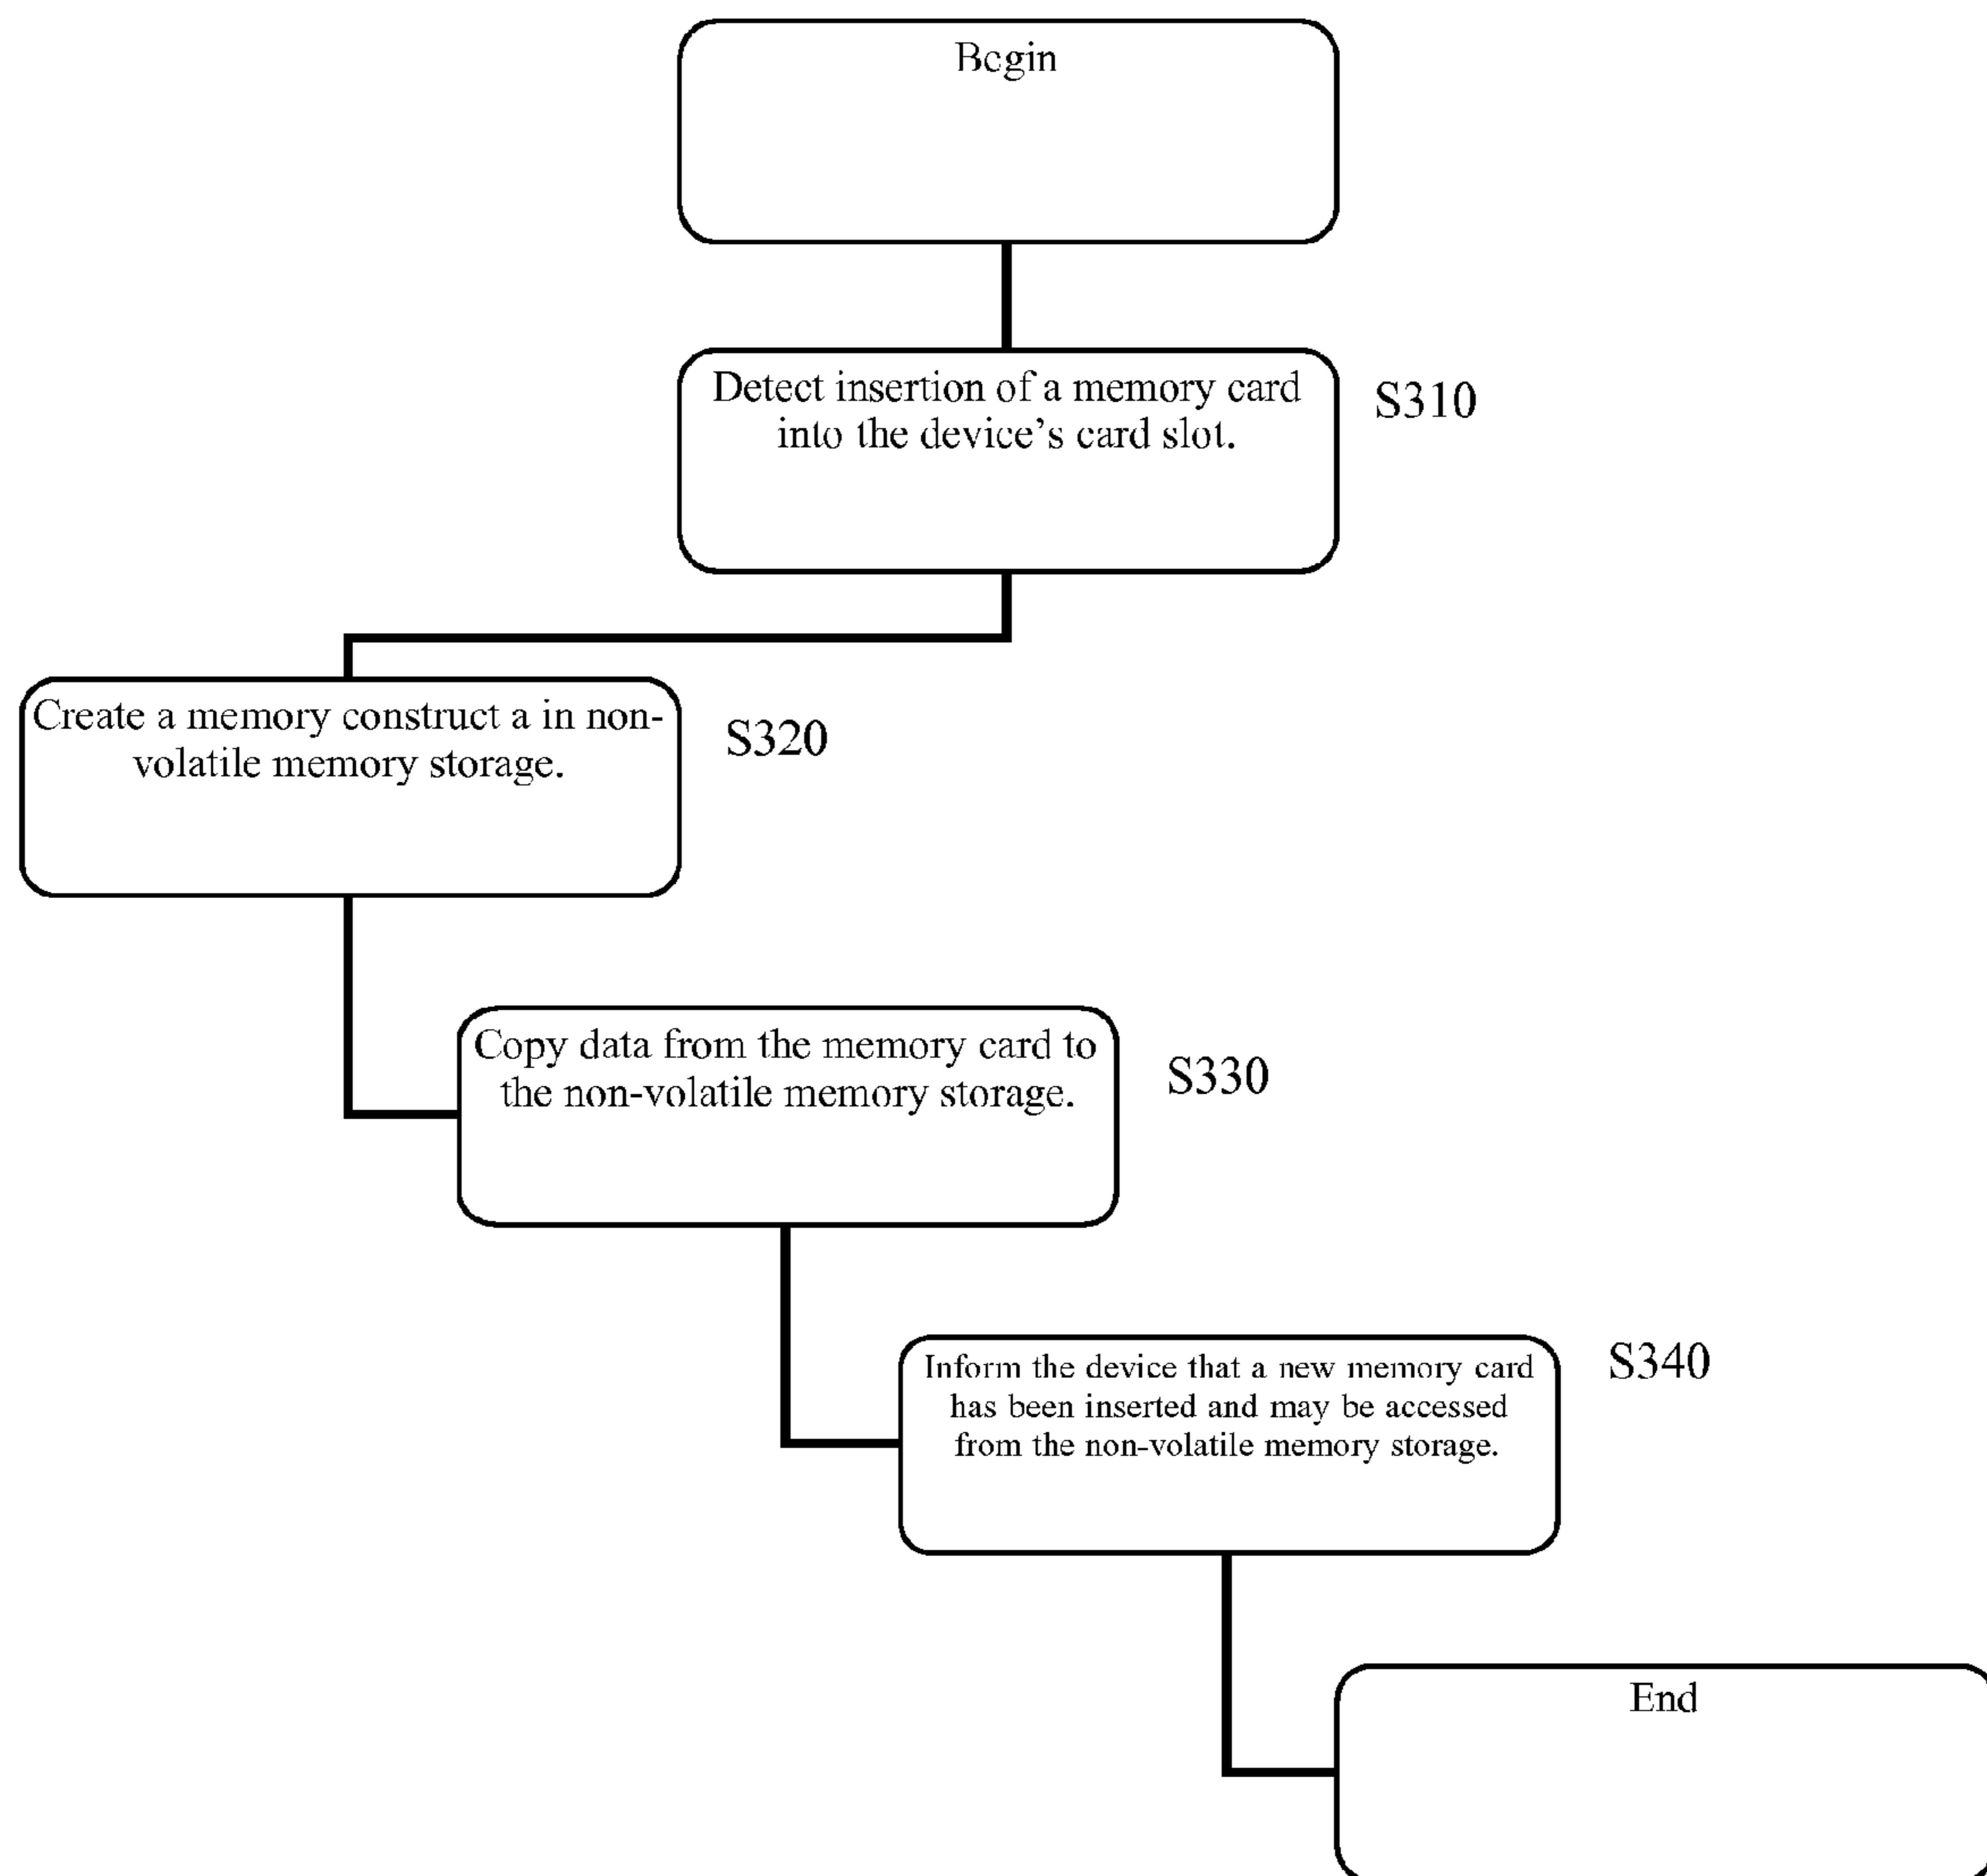 Begin
Detect insertion of a memory card
into the device's card slot.
S310
Create a memory construct a in non-
volatile memory storage.
S320
Copy data from the memory card to
the non-volatile memory storage.
S330
Inform the device that a new memory card
has been inserted and may be accessed
from the non-volatile memory storage.
S340
End